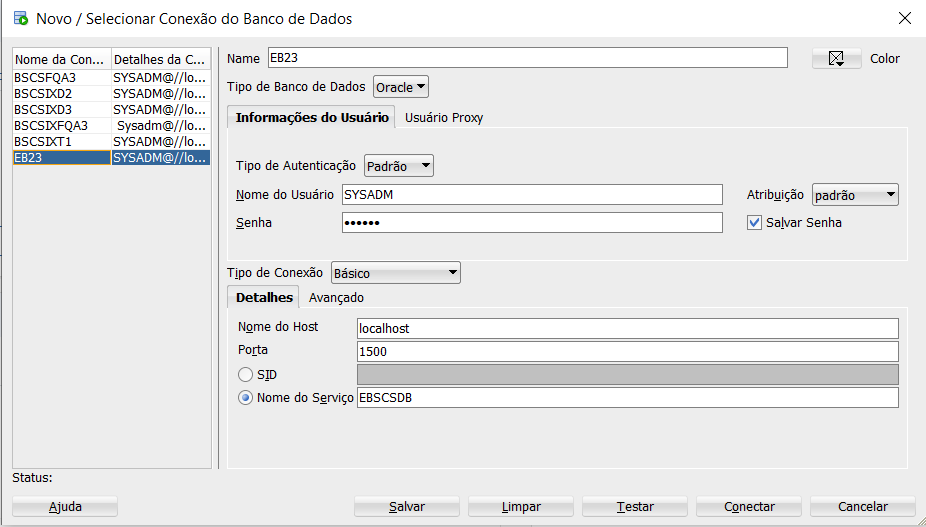 Novo / Selecionar Conexão do Banco de Dados
Nome da Con... Detalhes da C...
BSCSFQA3 SYSADM@//lo...
BSCSIXD2 SYSADM@//lo...
BSCSIXD3 SYSADM@//lo...
BSCSIXFQA3 Sysadm@//lo...
BSCSIXT1 SYSADM@//lo...
EB23 SYSADM@//lo...
Name EB23 Color
Tipo de Banco de Dados Oracle
Informações do Usuário Usuário Proxy
Tipo de Autenticação Padrão
Nome do Usuário SYSADM Atribuição padrão
Senha •••••• Salvar Senha
Tipo de Conexão Básico
Detalhes Avançado
Nome do Host localhost
Porta 1500
SID
Nome do Serviço EBSCSDB
Status:
Ajuda Salvar Limpar Testar Conectar Cancelar